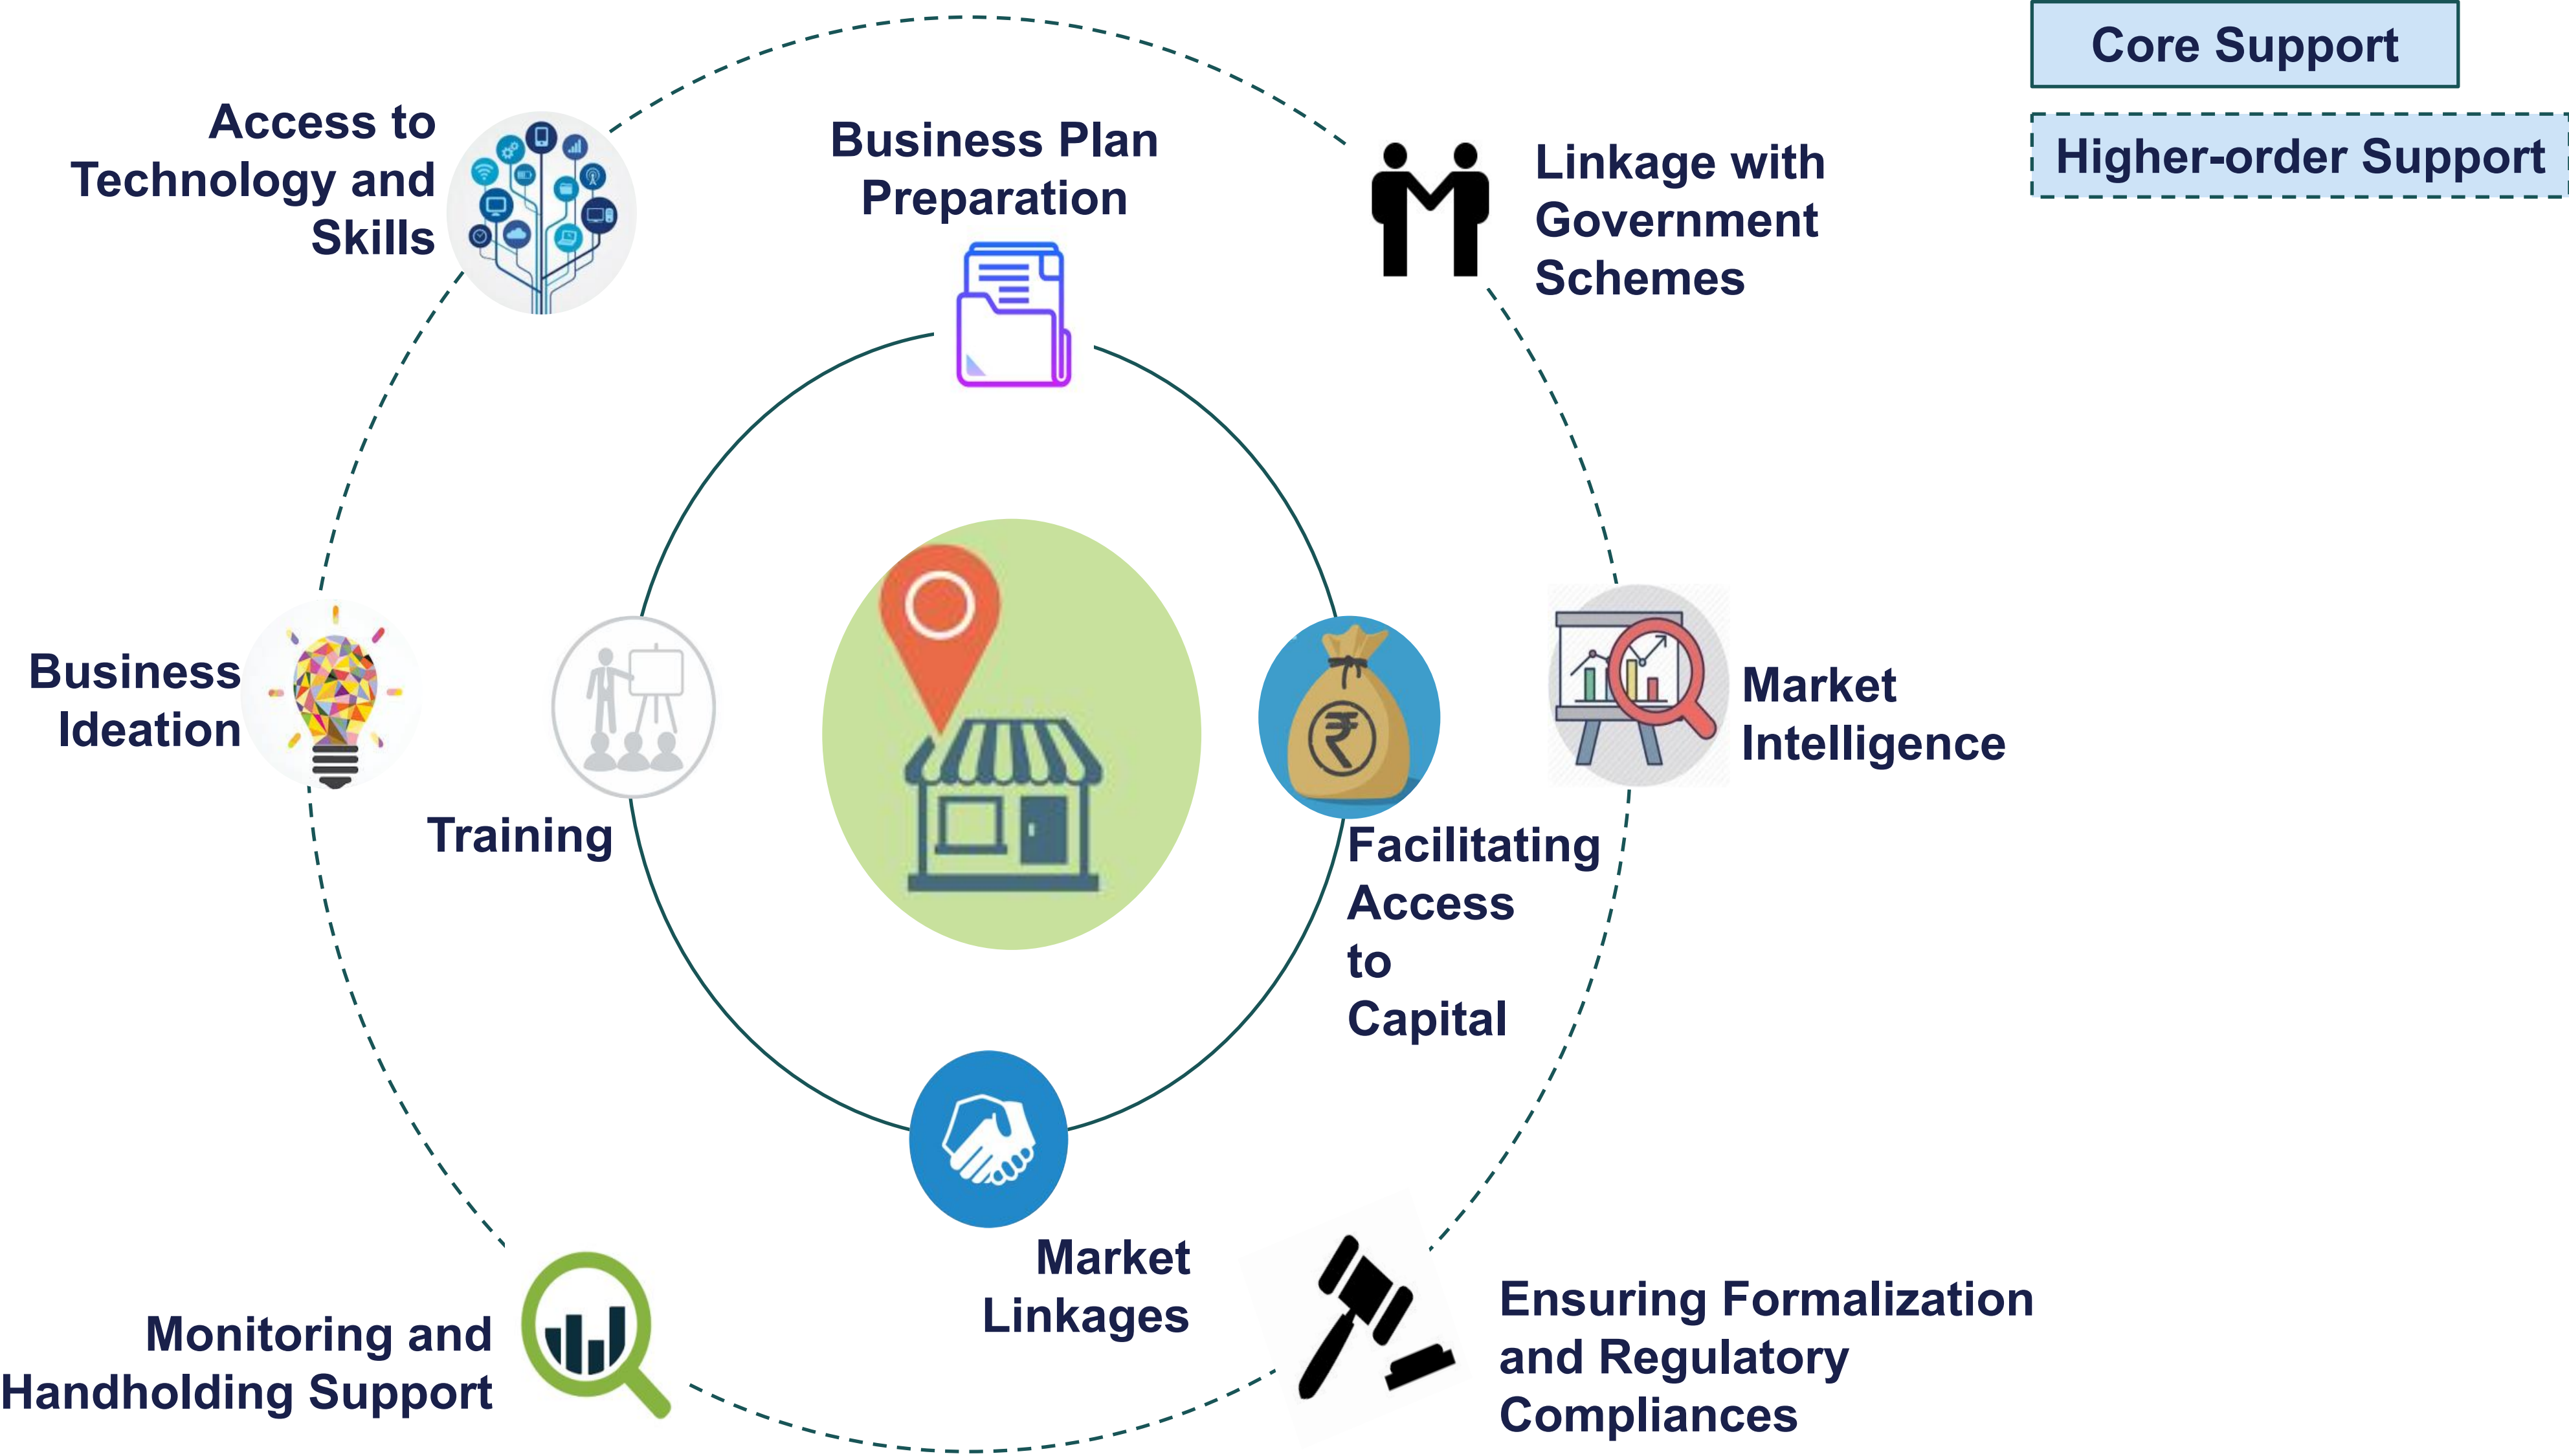 Core Support
Higher-order Support
Access to
Technology and
Skills
Business Plan
Preparation
Linkage with
Government
Schemes
Business
Ideation
Training
₹
Facilitating
Access
to
Capital
Market
Intelligence
Market
Linkages
Monitoring and
Handholding Support
Ensuring Formalization
and Regulatory
Compliances